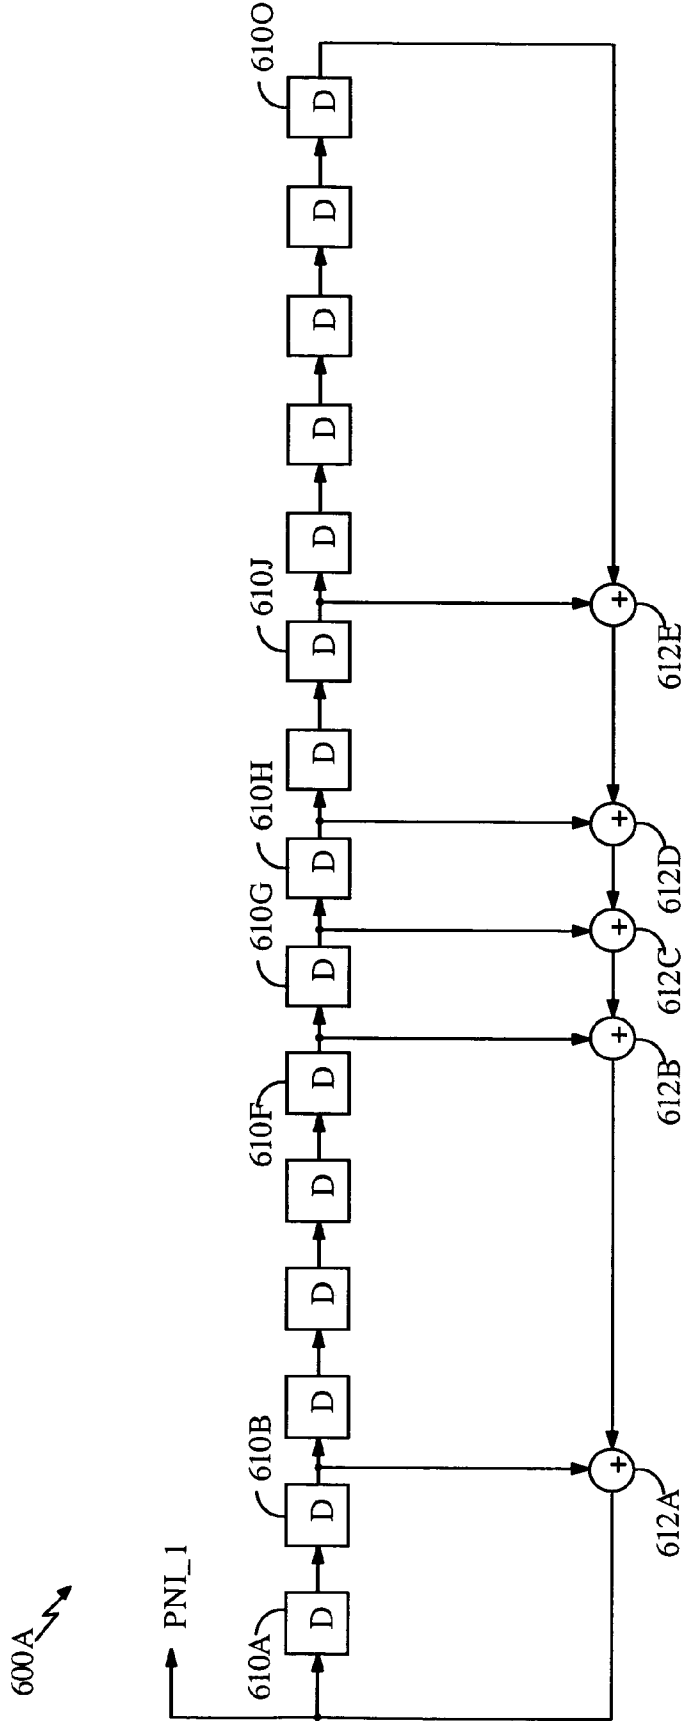 600A
PNI_1
610A
610B
610F
610G
610H
610J
610O
D D D D D D D D D D D D D D D
+ + + + +
612A
612B
612C
612D
612E